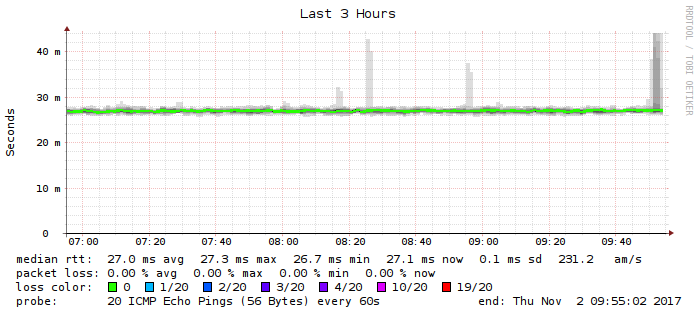 Last 3 Hours
RRDTOOL / TOBI OETIKER
Seconds
40 m
30 m
20 m
10 m
0
07:00 07:20 07:40 08:00 08:20 08:40 09:00 09:20 09:40
median rtt: 27.0 ms avg 27.3 ms max 26.7 ms min 27.1 ms now 0.1 ms sd 231.2 am/s
packet loss: 0.00 % avg 0.00 % max 0.00 % min 0.00 % now
loss color: 0 1/20 2/20 3/20 4/20 10/20 19/20
probe: 20 ICMP Echo Pings (56 Bytes) every 60s end: Thu Nov 2 09:55:02 2017